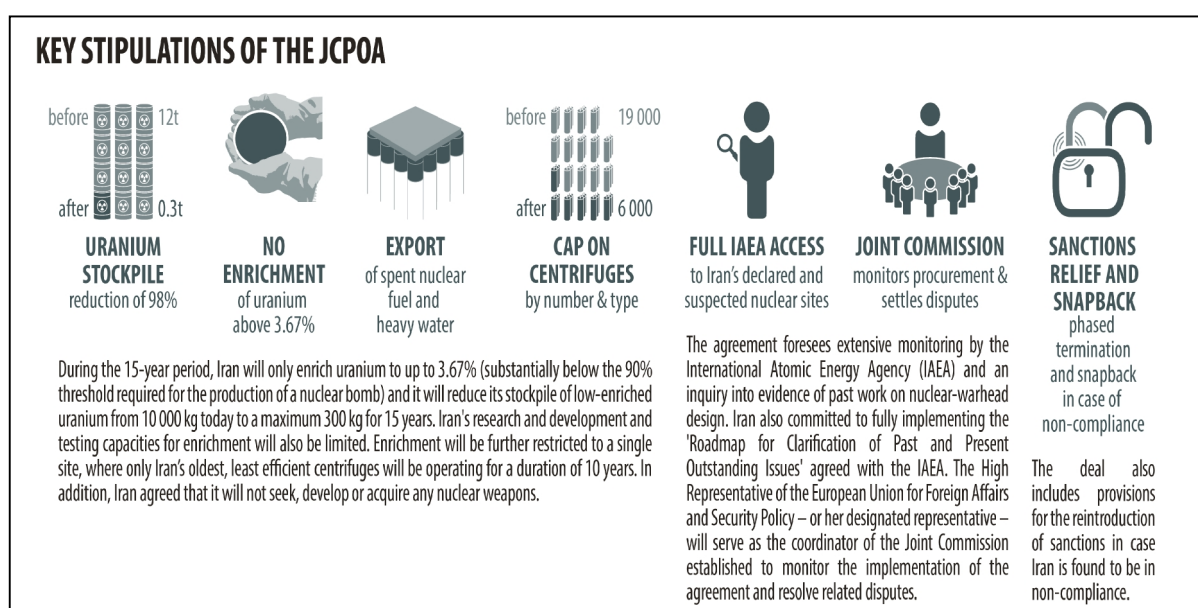 KEY STIPULATIONS OF THE JCPOA
before 12t
after 0.3t
URANIUM
STOCKPILE
reduction of 98%
NO
ENRICHMENT
of uranium
above 3.67%
EXPORT
of spent nuclear
fuel and
heavy water
before 19 000
after 6 000
CAP ON
CENTRIFUGES
by number & type
FULL IAEA ACCESS
to Iran's declared and
suspected nuclear sites
JOINT COMMISSION
monitors procurement &
settles disputes
SANCTIONS
RELIEF AND
SNAPBACK
phased
termination
and snapback
in case of
non-compliance
During the 15-year period, Iran will only enrich uranium to up to 3.67% (substantially below the 90%
threshold required for the production of a nuclear bomb) and it will reduce its stockpile of low-enriched
uranium from 10 000 kg today to a maximum 300 kg for 15 years. Iran's research and development and
testing capacities for enrichment will also be limited. Enrichment will be further restricted to a single
site, where only Iran's oldest, least efficient centrifuges will be operating for a duration of 10 years. In
addition, Iran agreed that it will not seek, develop or acquire any nuclear weapons.
The agreement foresees extensive monitoring by the
International Atomic Energy Agency (IAEA) and an
inquiry into evidence of past work on nuclear-warhead
design. Iran also committed to fully implementing the
'Roadmap for Clarification of Past and Present
Outstanding Issues' agreed with the IAEA. The High
Representative of the European Union for Foreign Affairs
and Security Policy – or her designated representative –
will serve as the coordinator of the Joint Commission
established to monitor the implementation of the
agreement and resolve related disputes.
The deal also
includes provisions
for the reintroduction
of sanctions in case
Iran is found to be in
non-compliance.